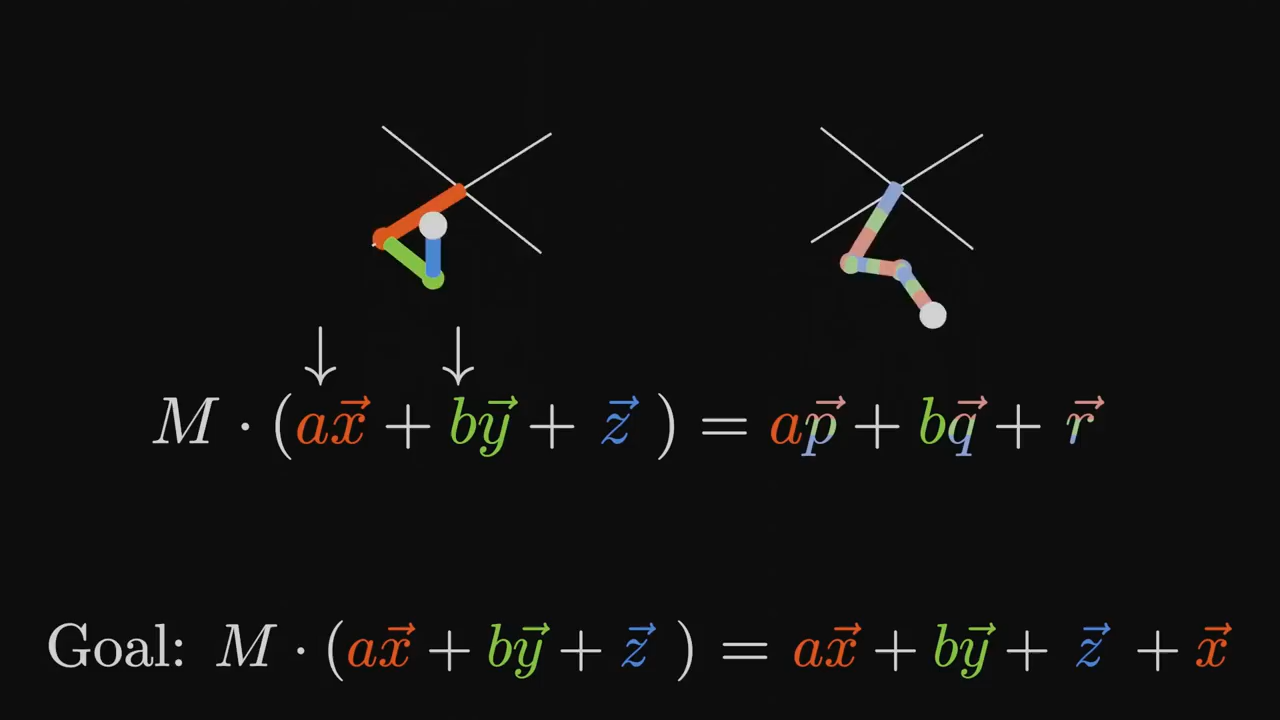 M · (ax⃗ + by⃗ + z⃗ ) = ap⃗ + bq⃗ + r⃗
Goal: M · (ax⃗ + by⃗ + z⃗ ) = ax⃗ + by⃗ + z⃗ + x⃗